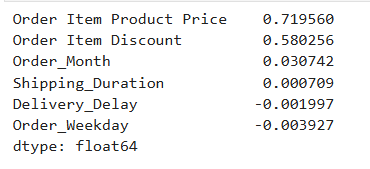 Order Item Product Price 0.719560
Order Item Discount 0.580256
Order_Month 0.030742
Shipping_Duration 0.000709
Delivery_Delay -0.001997
Order_Weekday -0.003927
dtype: float64